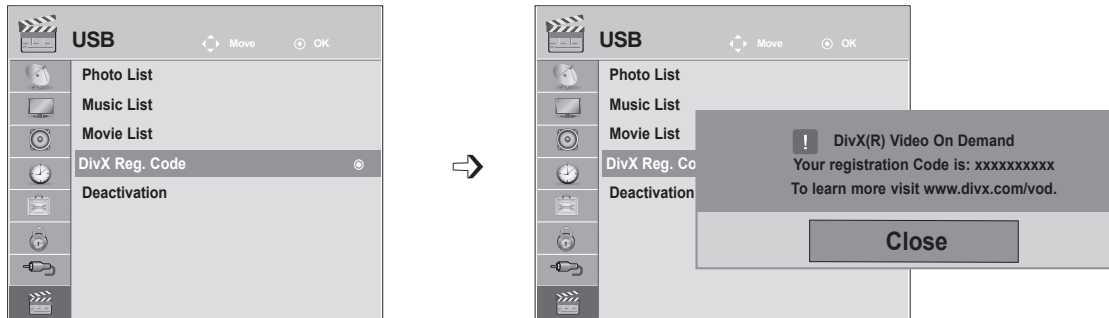 USB Move OK
Photo List
Music List
Movie List
DivX Reg. Code
Deactivation
USB Move OK
Photo List
Music List
Movie List
DivX Reg. Co
Deactivation
! DivX(R) Video On Demand
Your registration Code is: xxxxxxxxxx
To learn more visit www.divx.com/vod.
Close